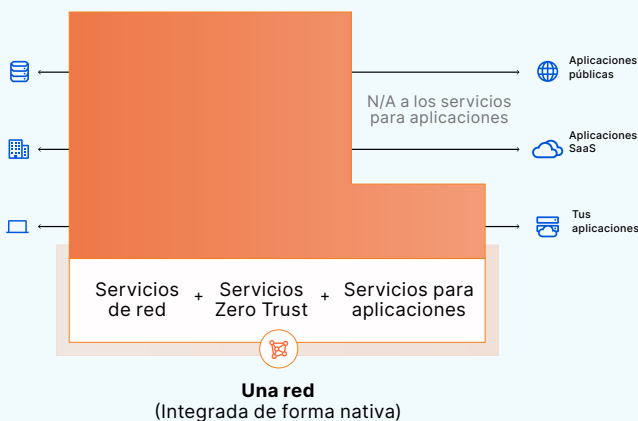 Aplicaciones
públicas
N/A a los servicios
para aplicaciones
Aplicaciones
SaaS
Tus
aplicaciones
Servicios
de red
+
Servicios
Zero Trust
+
Servicios para
aplicaciones
Una red
(Integrada de forma nativa)